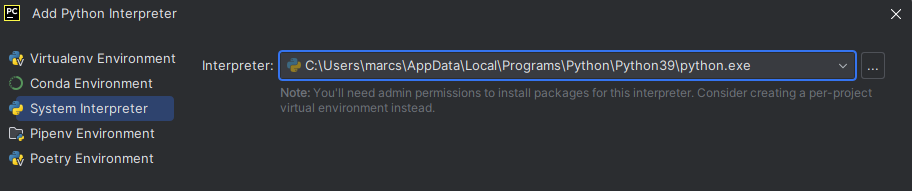 PC Add Python Interpreter
Virtualenv Environment
Conda Environment
System Interpreter
Pipenv Environment
Poetry Environment
Interpreter: C:\Users\marcs\AppData\Local\Programs\Python\Python39\python.exe ...
Note: You'll need admin permissions to install packages for this interpreter. Consider creating a per-project
virtual environment instead.